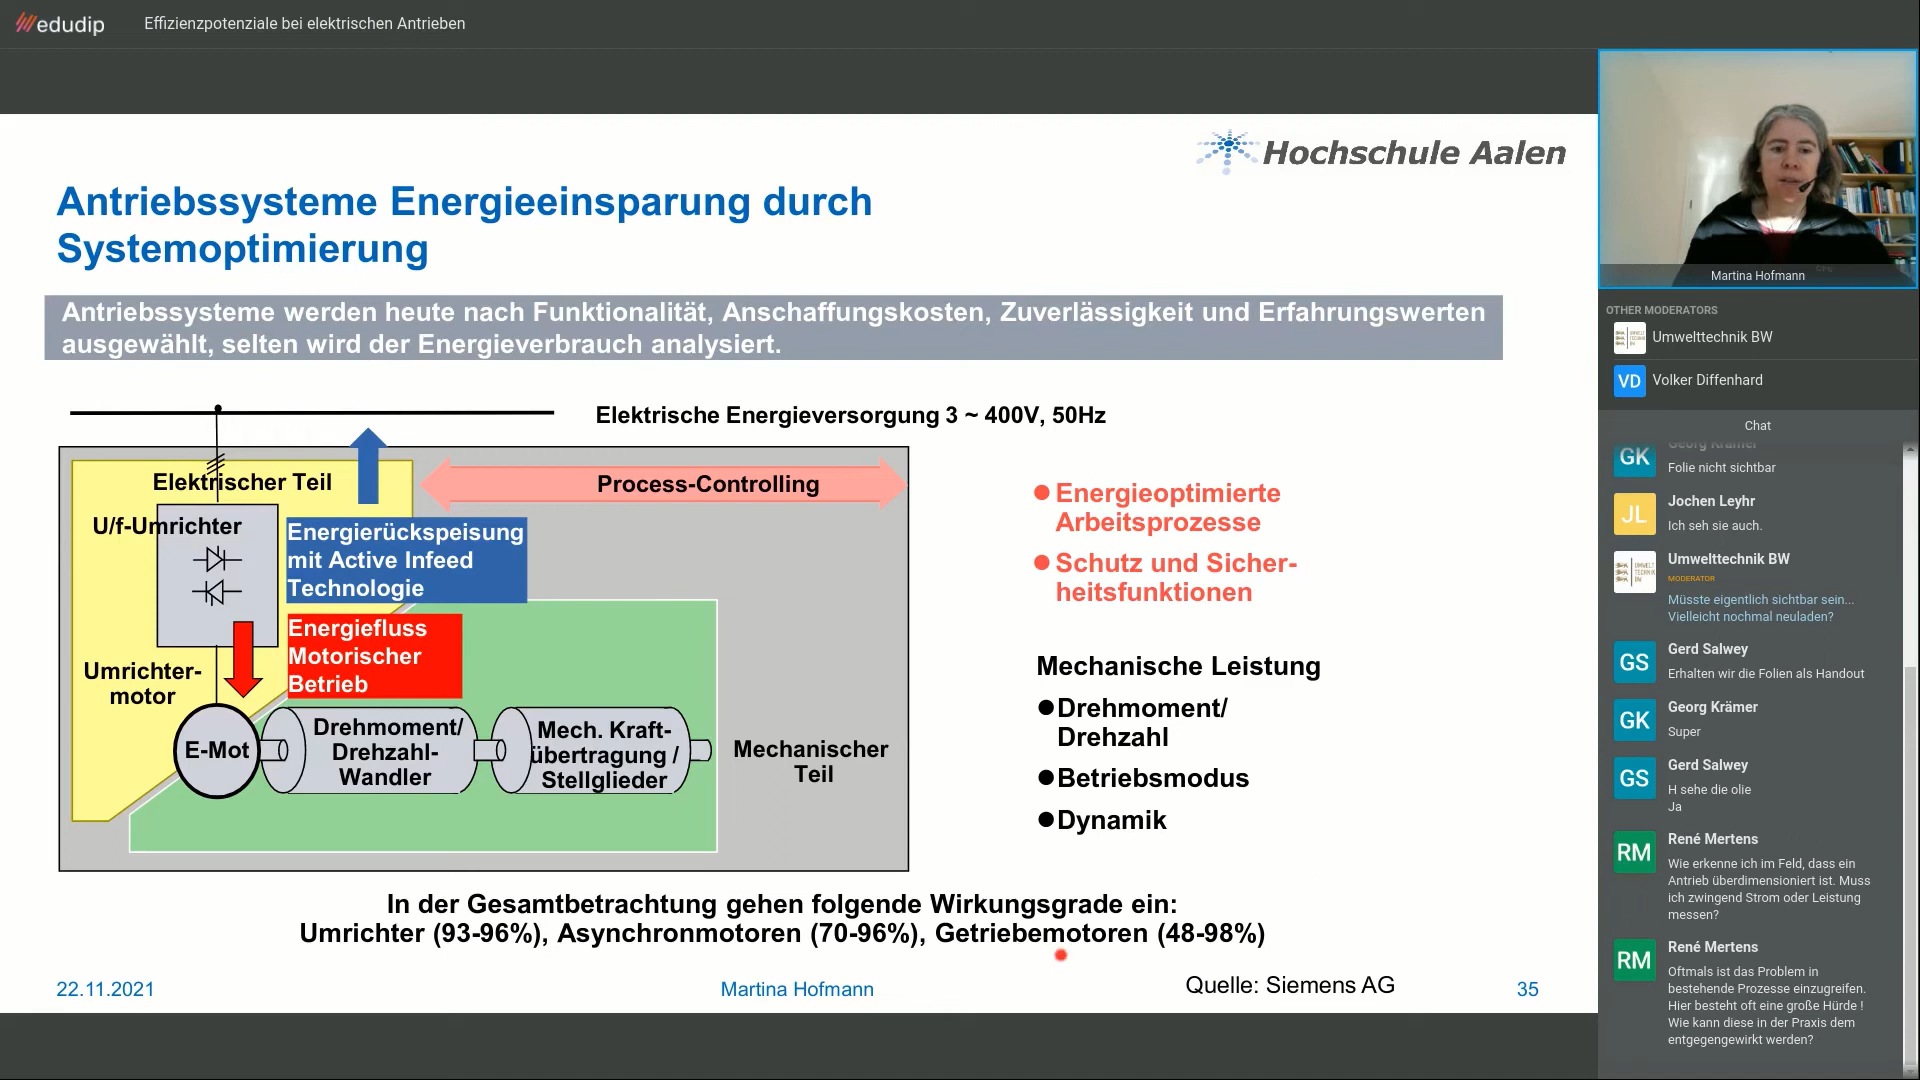 edudip
Effizienzpotenziale bei elektrischen Antrieben
Hochschule Aalen
Antriebssysteme Energieeinsparung durch
Systemoptimierung
Antriebssysteme werden heute nach Funktionalität, Anschaffungskosten, Zuverlässigkeit und Erfahrungswerten
ausgewählt, selten wird der Energieverbrauch analysiert.
Elektrische Energieversorgung 3 ~ 400V, 50Hz
Elektrischer Teil
Process-Controlling
U/f-Umrichter
Energierückspeisung
mit Active Infeed
Technologie
Energiefluss
Motorischer
Betrieb
Umrichter-
motor
E-Mot
Drehmoment/
Drehzahl-
Wandler
Mech. Kraft-
übertragung /
Stellglieder
Mechanischer
Teil
Energieoptimierte
Arbeitsprozesse
Schutz und Sicher-
heitsfunktionen
Mechanische Leistung
Drehmoment/
Drehzahl
Betriebsmodus
Dynamik
In der Gesamtbetrachtung gehen folgende Wirkungsgrade ein:
Umrichter (93-96%), Asynchronmotoren (70-96%), Getriebemotoren (48-98%)
22.11.2021
Martina Hofmann
Quelle: Siemens AG
35
Martina Hofmann
OTHER MODERATORS
Umwelttechnik BW
VD
Volker Diffenhard
Chat
GK
Georg Krämer
Folie nicht sichtbar
JL
Jochen Leyhr
Ich seh sie auch.
Umwelttechnik BW
MODERATOR
Müsste eigentlich sichtbar sein...
Vielleicht nochmal neuladen?
GS
Gerd Salwey
Erhalten wir die Folien als Handout
GK
Georg Krämer
Super
GS
Gerd Salwey
H sehe die olie
Ja
RM
René Mertens
Wie erkenne ich im Feld, dass ein
Antrieb überdimensioniert ist. Muss
ich zwingend Strom oder Leistung
messen?
RM
René Mertens
Oftmals ist das Problem in
bestehende Prozesse einzugreifen.
Hier besteht oft eine große Hürde !
Wie kann diese in der Praxis dem
entgegengewirkt werden?